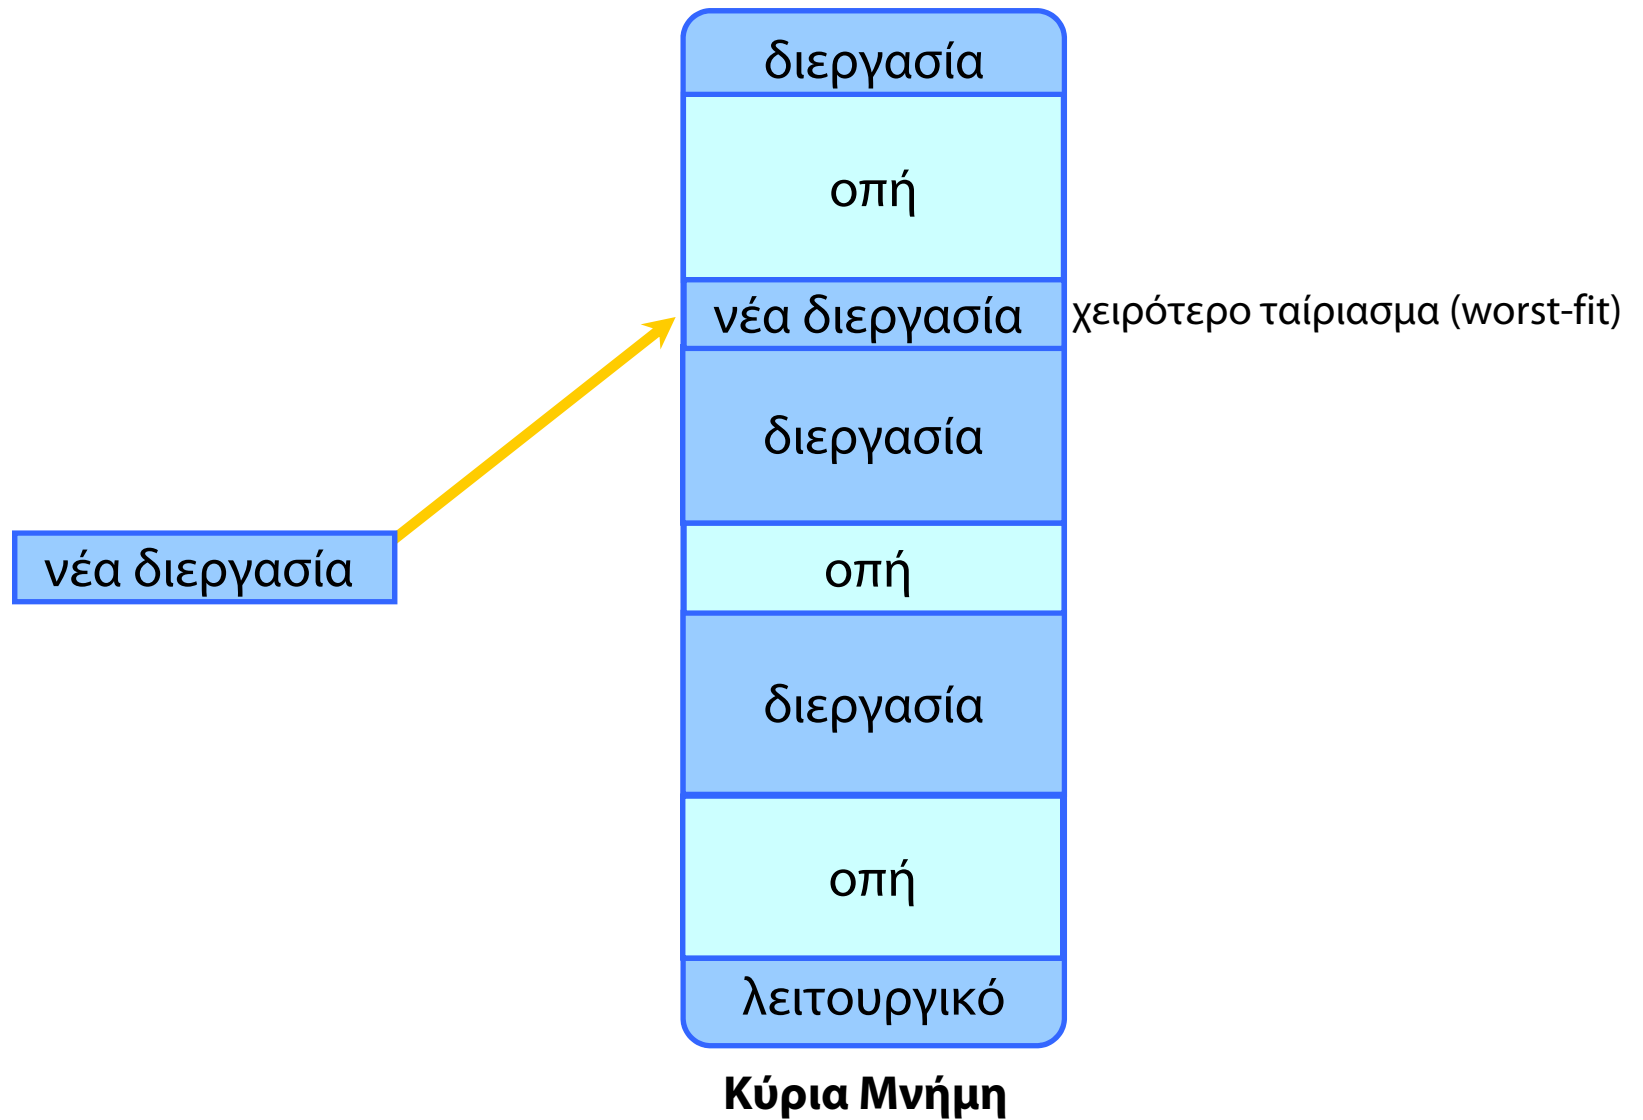 διεργασία
οπή
νέα διεργασία
χειρότερο ταίριασμα (worst-fit)
διεργασία
νέα διεργασία
οπή
διεργασία
οπή
λειτουργικό
Κύρια Μνήμη